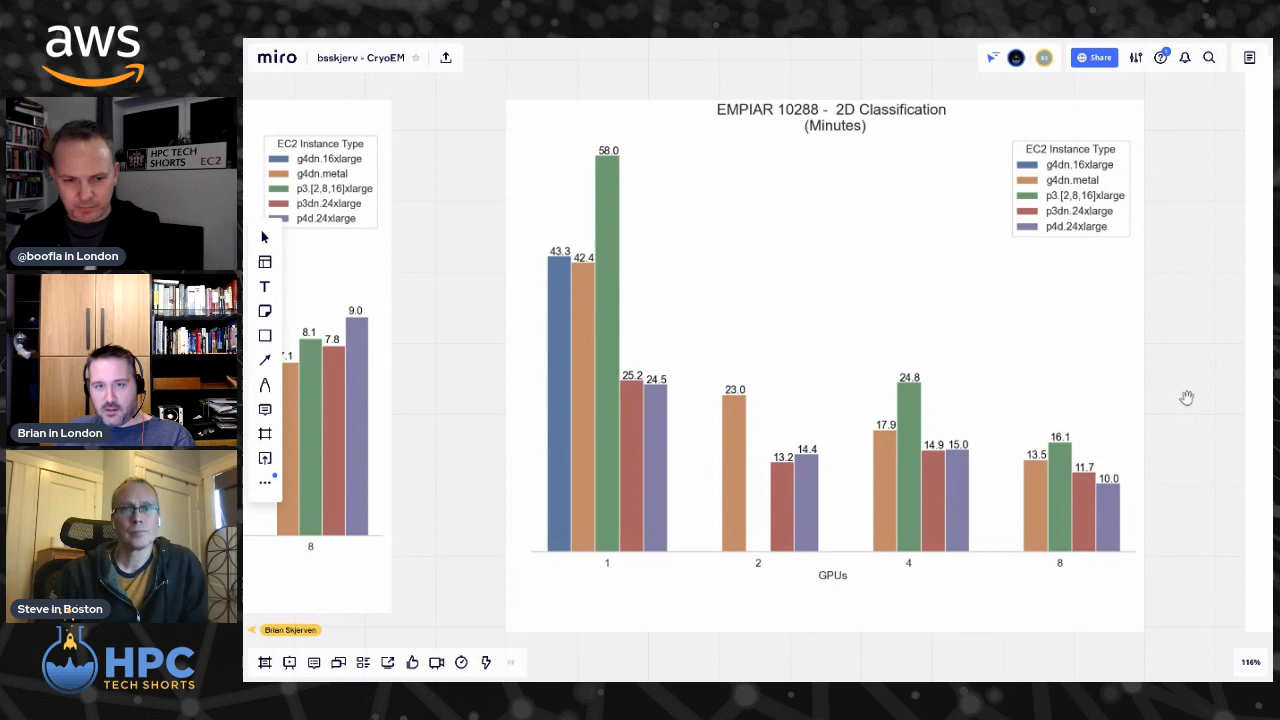 aws
HPC TECH
SHORTS
EC2
@boofla in London
Brian in London
Steve in Boston
HPC
TECH SHORTS
miro
bsskjerv - CryoEM
Share
1
EC2 Instance Type
g4dn.16xlarge
g4dn.metal
p3.[2,8,16]xlarge
p3dn.24xlarge
p4d.24xlarge
8.1
7.8
9.0
8
EMPIAR 10288 - 2D Classification
(Minutes)
EC2 Instance Type
g4dn.16xlarge
g4dn.metal
p3.[2,8,16]xlarge
p3dn.24xlarge
p4d.24xlarge
43.3
42.4
58.0
25.2
24.5
23.0
13.2
14.4
17.9
24.8
14.9
15.0
13.5
16.1
11.7
10.0
1
2
4
8
GPUs
Brian Skjerven
116%